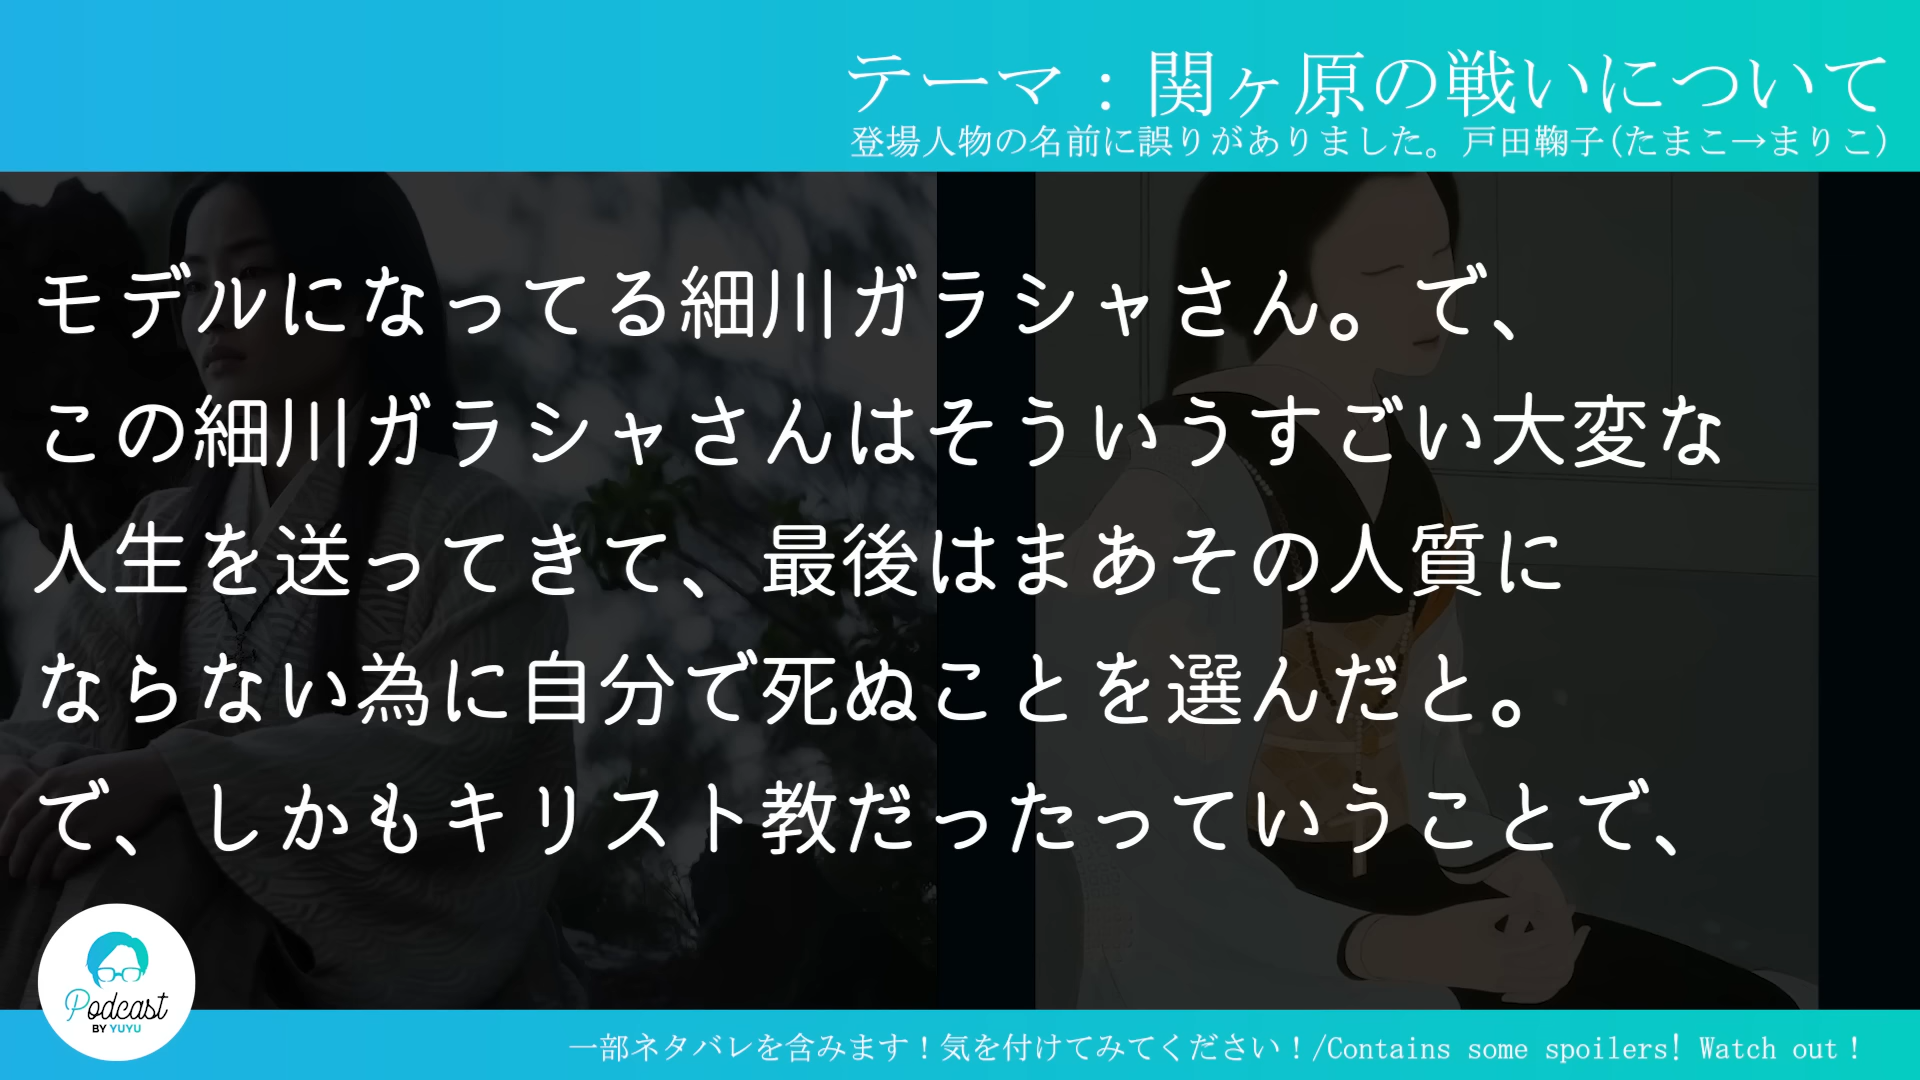 テーマ：関ヶ原の戦いについて
登場人物の名前に誤りがありました。戸田鞠子(たまこ→まりこ)
モデルになってる細川ガラシャさん。で、
この細川ガラシャさんはそういうすごい大変な
人生を送ってきて、最後はまあその人質に
ならない為に自分で死ぬことを選んだと。
で、しかもキリスト教だったっていうことで、
Podcast
BY YUYU
一部ネタバレを含みます！気を付けてみてください！/Contains some spoilers! Watch out！